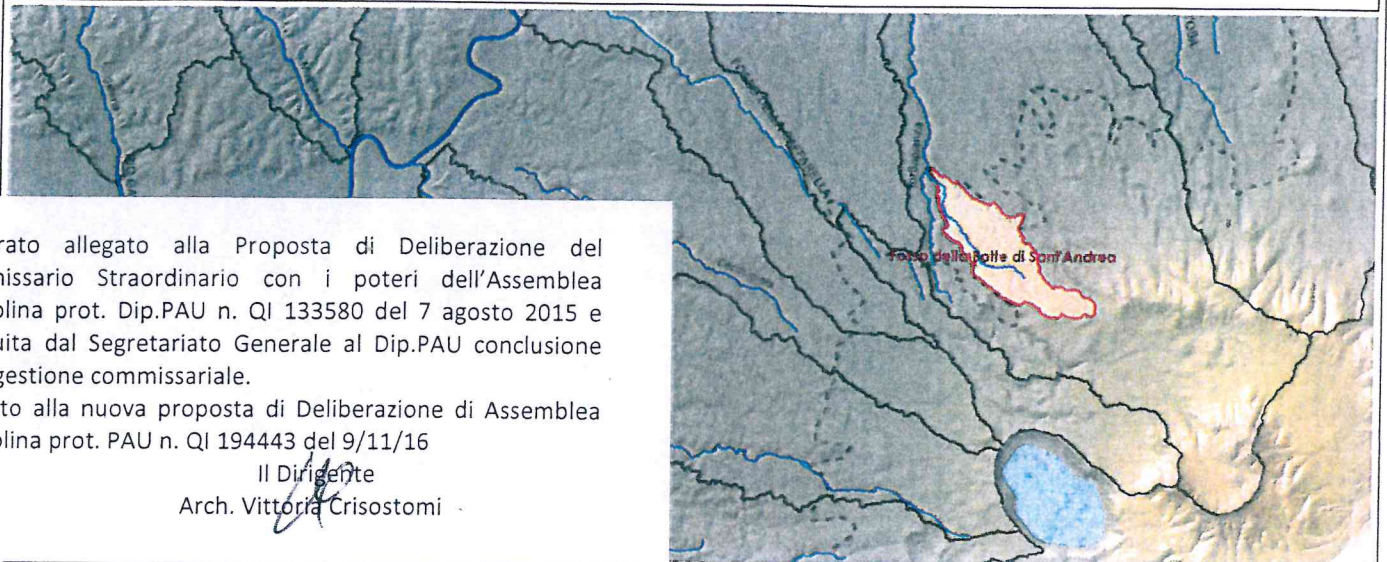 rato allegato alla Proposta di Deliberazione del
issario Straordinario con i poteri dell'Assemblea
olina prot. Dip.PAU n. QI 133580 del 7 agosto 2015 e
uita dal Segretariato Generale al Dip.PAU conclusione
gestione commissariale.
to alla nuova proposta di Deliberazione di Assemblea
olina prot. PAU n. QI 194443 del 9/11/16
Il Dirigente
Arch. Vittoria Crisostomi
Fosso della Botte di Sant'Andrea